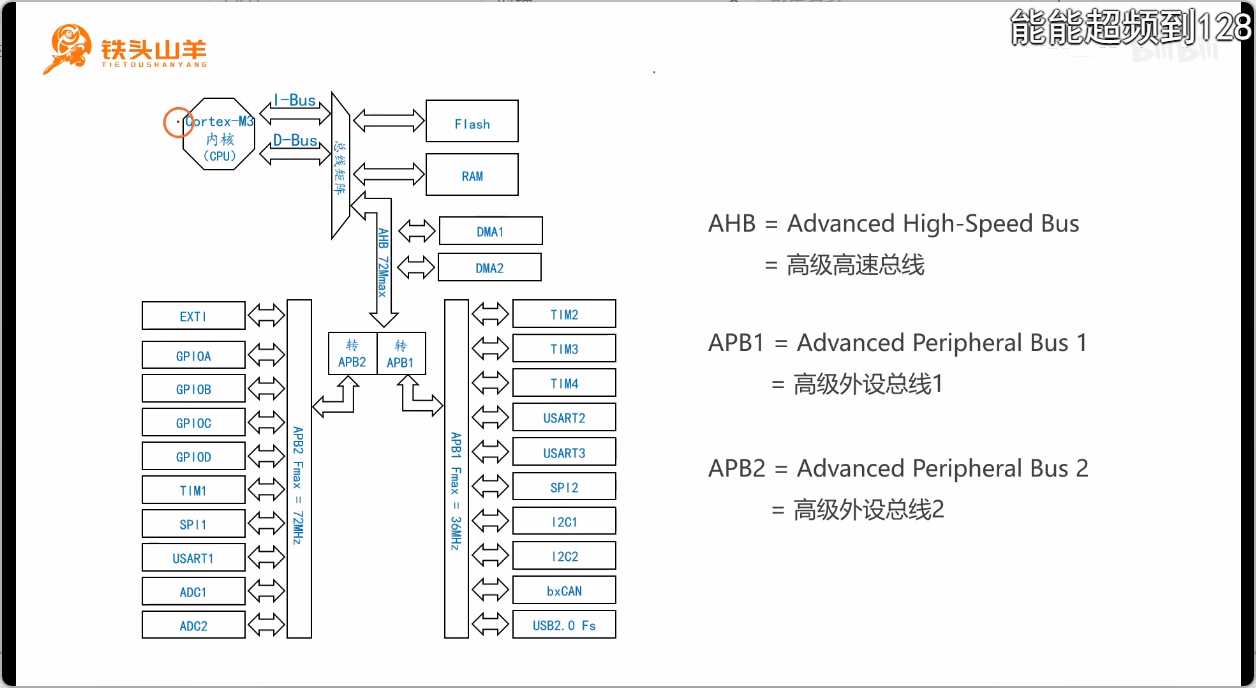 能能超频到128
铁头山羊
TIETOUSHANYANG
BiliBili
Cortex-M3
内核
(CPU)
I-Bus
D-Bus
总线矩阵
Flash
RAM
AHB 72Mmax
DMA1
DMA2
转
APB2
转
APB1
EXTI
GPIOA
GPIOB
GPIOC
GPIOD
TIM1
SPI1
USART1
ADC1
ADC2
APB2 Fmax = 72MHz
APB1 Fmax = 36MHz
TIM2
TIM3
TIM4
USART2
USART3
SPI2
I2C1
I2C2
bxCAN
USB2.0 Fs
AHB = Advanced High-Speed Bus
= 高级高速总线
APB1 = Advanced Peripheral Bus 1
= 高级外设总线1
APB2 = Advanced Peripheral Bus 2
= 高级外设总线2